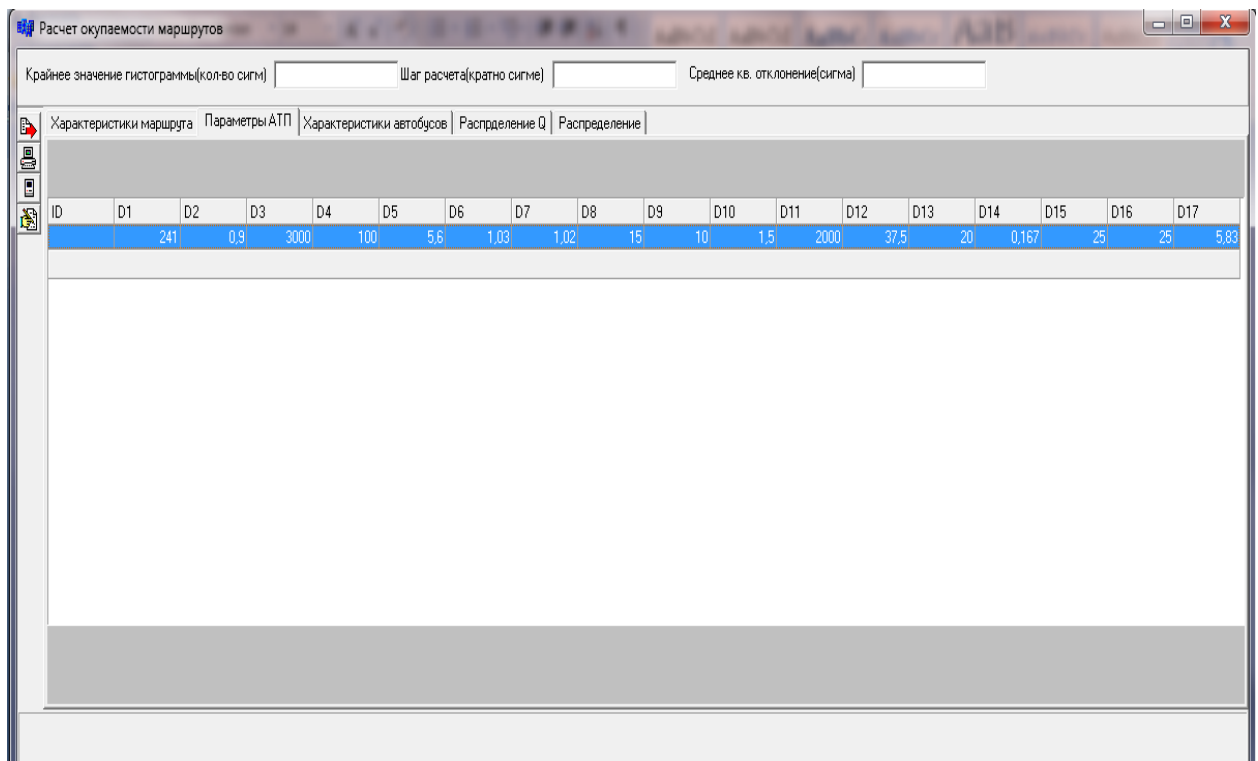 Расчет окупаемости маршрутов
Крайнее значение гистограммы(кол-во сигм) Шаг расчета(кратно сигме) Среднее кв. отклонение(сигма)
Характеристики маршрута Параметры АТП Характеристики автобусов Распрделение Q Распределение
ID D1 D2 D3 D4 D5 D6 D7 D8 D9 D10 D11 D12 D13 D14 D15 D16 D17
241 0,9 3000 100 5,6 1,03 1,02 15 10 1,5 2000 37,5 20 0,167 25 25 5,83